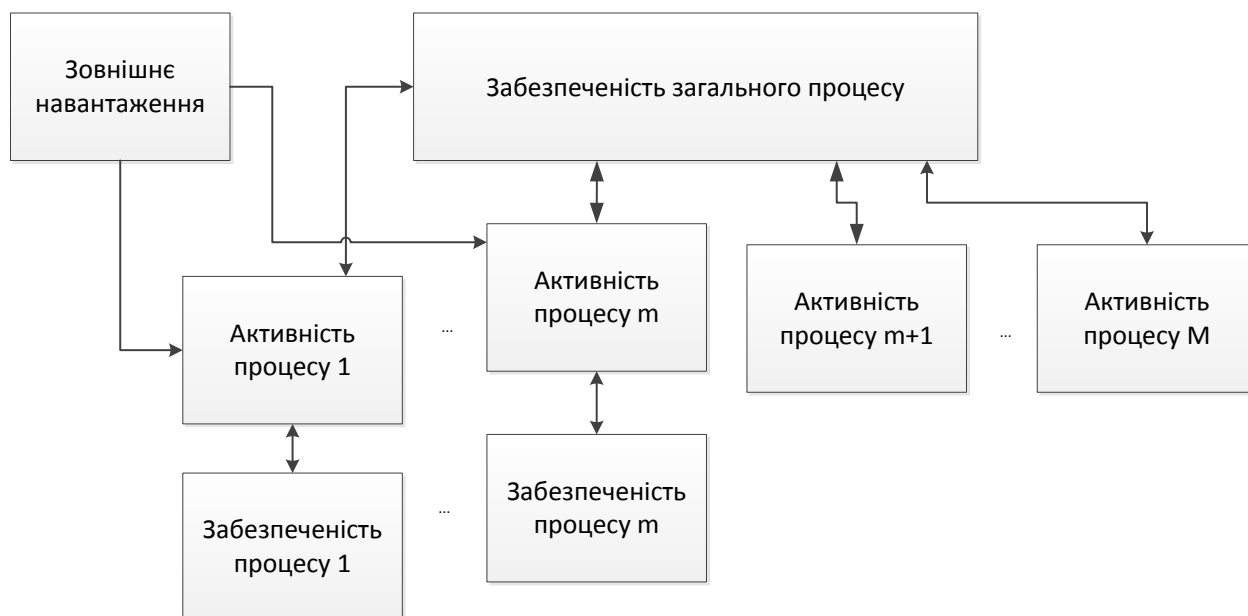 Зовнішнє
навантаження
Забезпеченість загального процесу
Активність
процесу 1
...
Активність
процесу m
Активність
процесу m+1
...
Активність
процесу M
Забезпеченість
процесу 1
...
Забезпеченість
процесу m